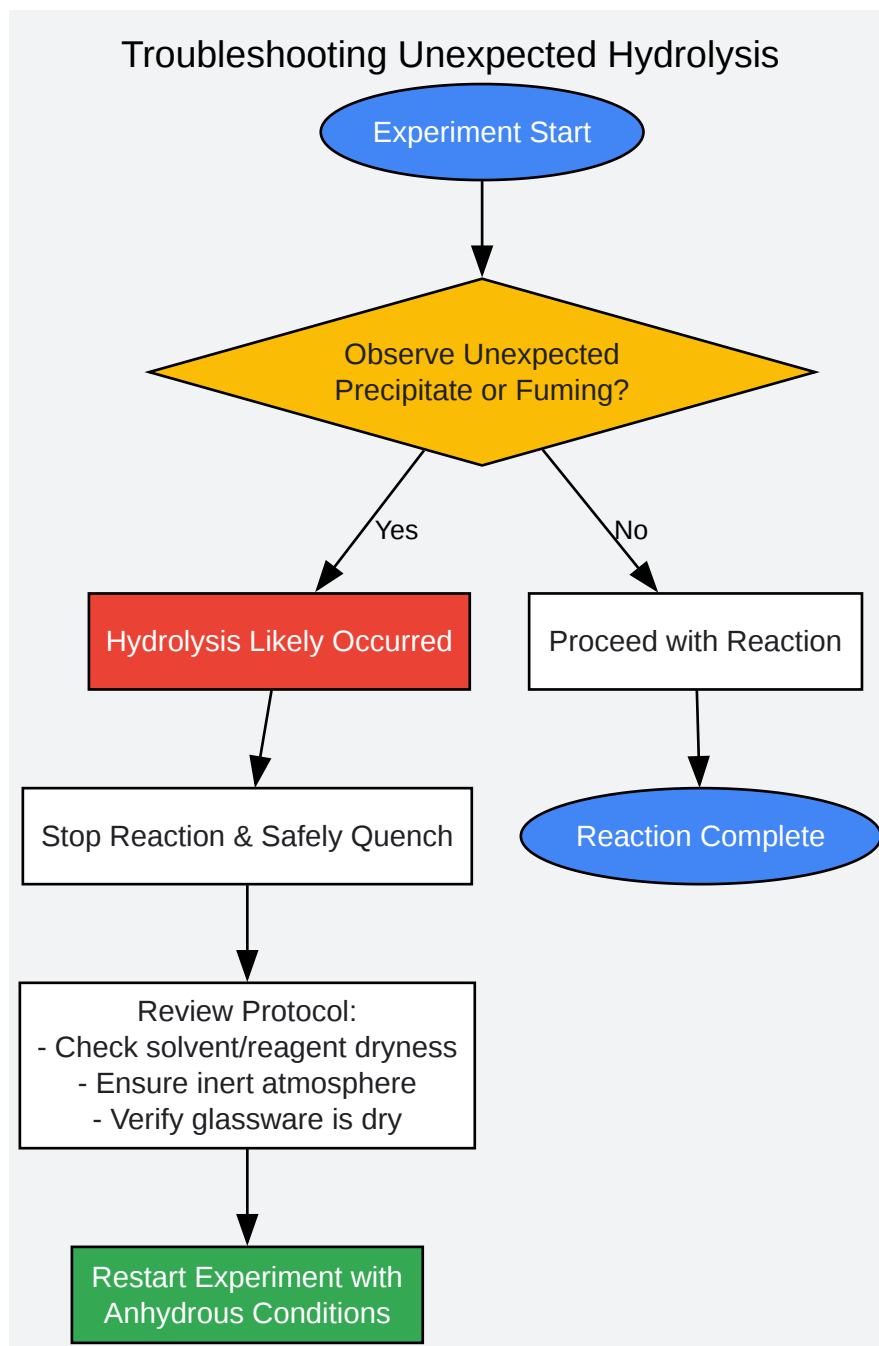 Troubleshooting Unexpected Hydrolysis
Experiment Start
Observe Unexpected
Precipitate or Fuming?
Yes
No
Hydrolysis Likely Occurred
Proceed with Reaction
Stop Reaction & Safely Quench
Reaction Complete
Review Protocol:
- Check solvent/reagent dryness
- Ensure inert atmosphere
- Verify glassware is dry
Restart Experiment with
Anhydrous Conditions